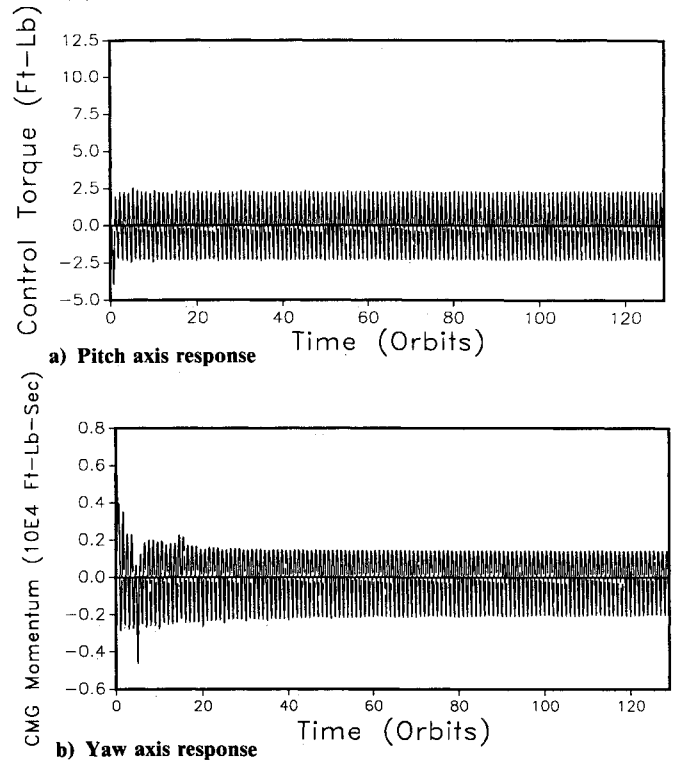 Control Torque (Ft-Lb)
12.5
10.0
7.5
5.0
2.5
0.0
-2.5
-5.0
0 20 40 60 80 100 120
Time (Orbits)
a) Pitch axis response
CMG Momentum (10E4 Ft-Lb-Sec)
0.8
0.6
0.4
0.2
0.0
-0.2
-0.4
-0.6
0 20 40 60 80 100 120
Time (Orbits)
b) Yaw axis response